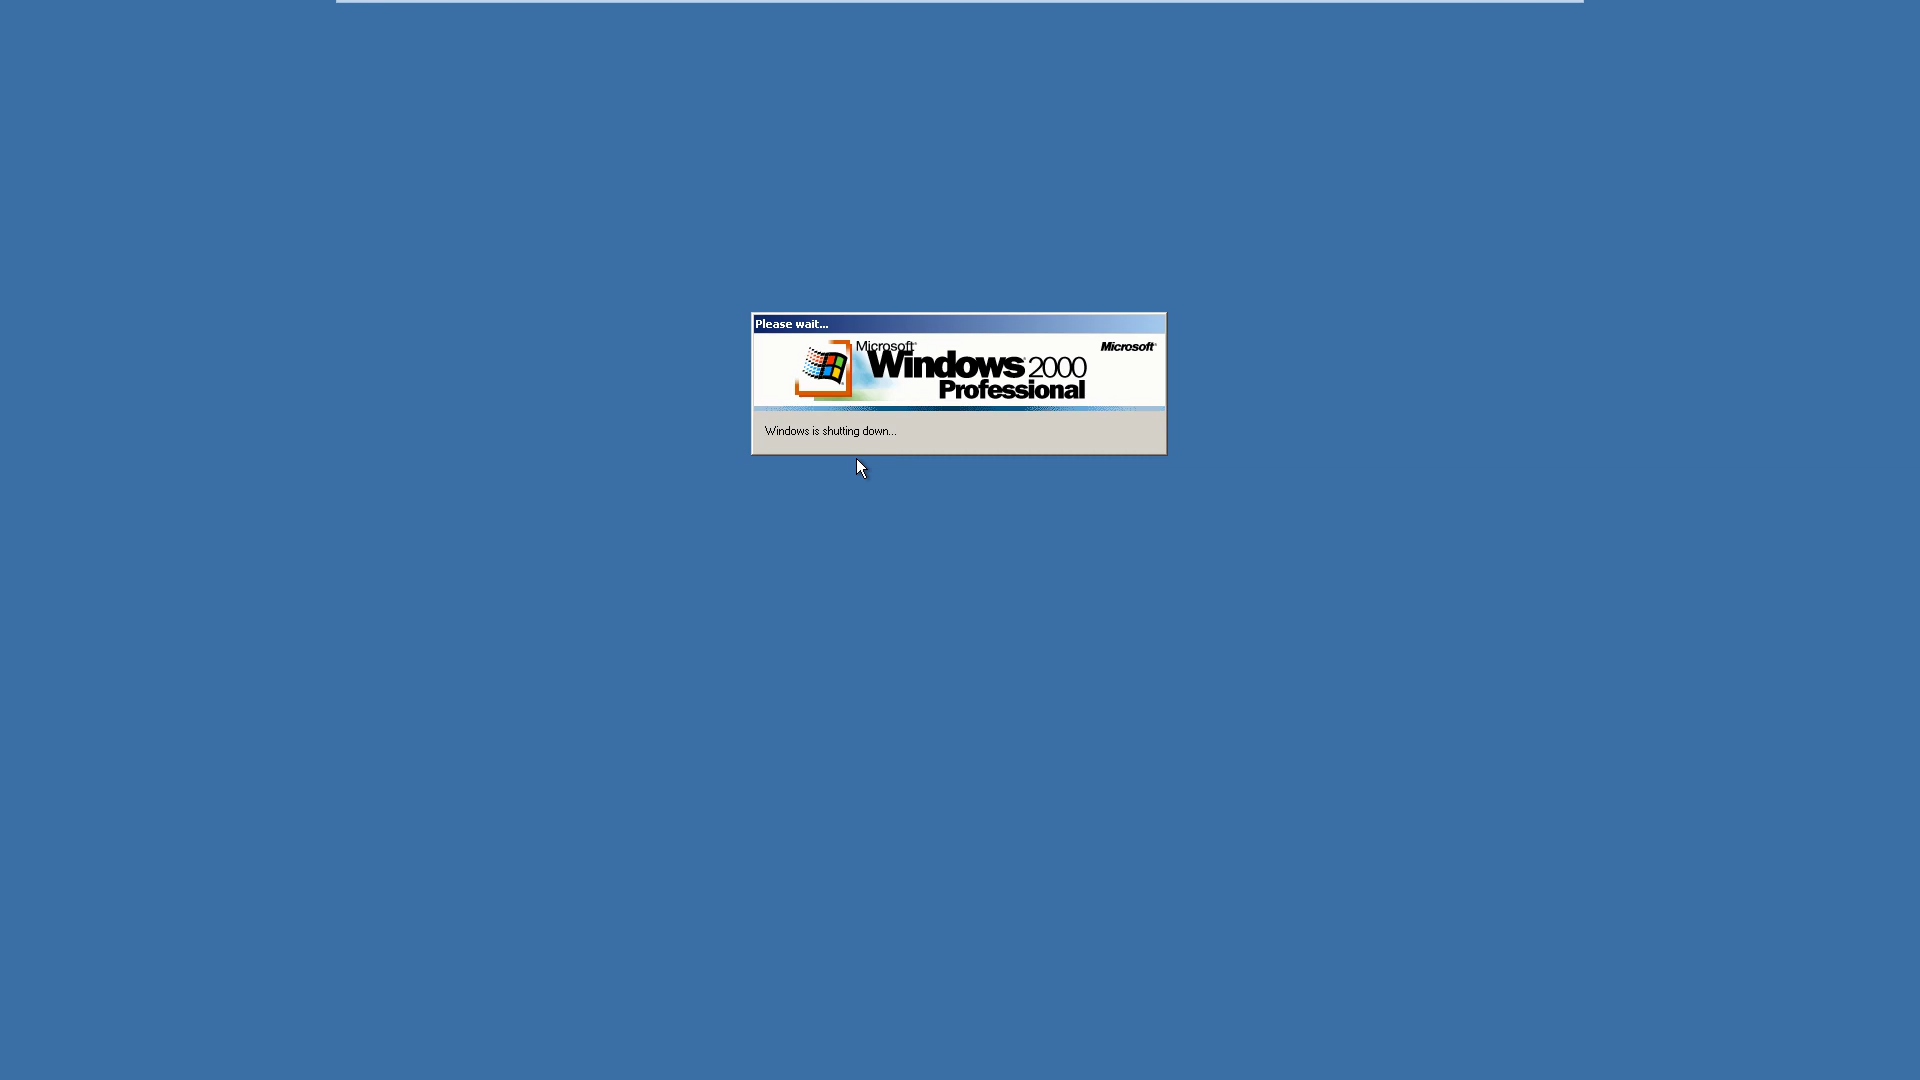 Please wait...
Microsoft®
Windows® 2000
Professional
Microsoft®
Windows is shutting down...